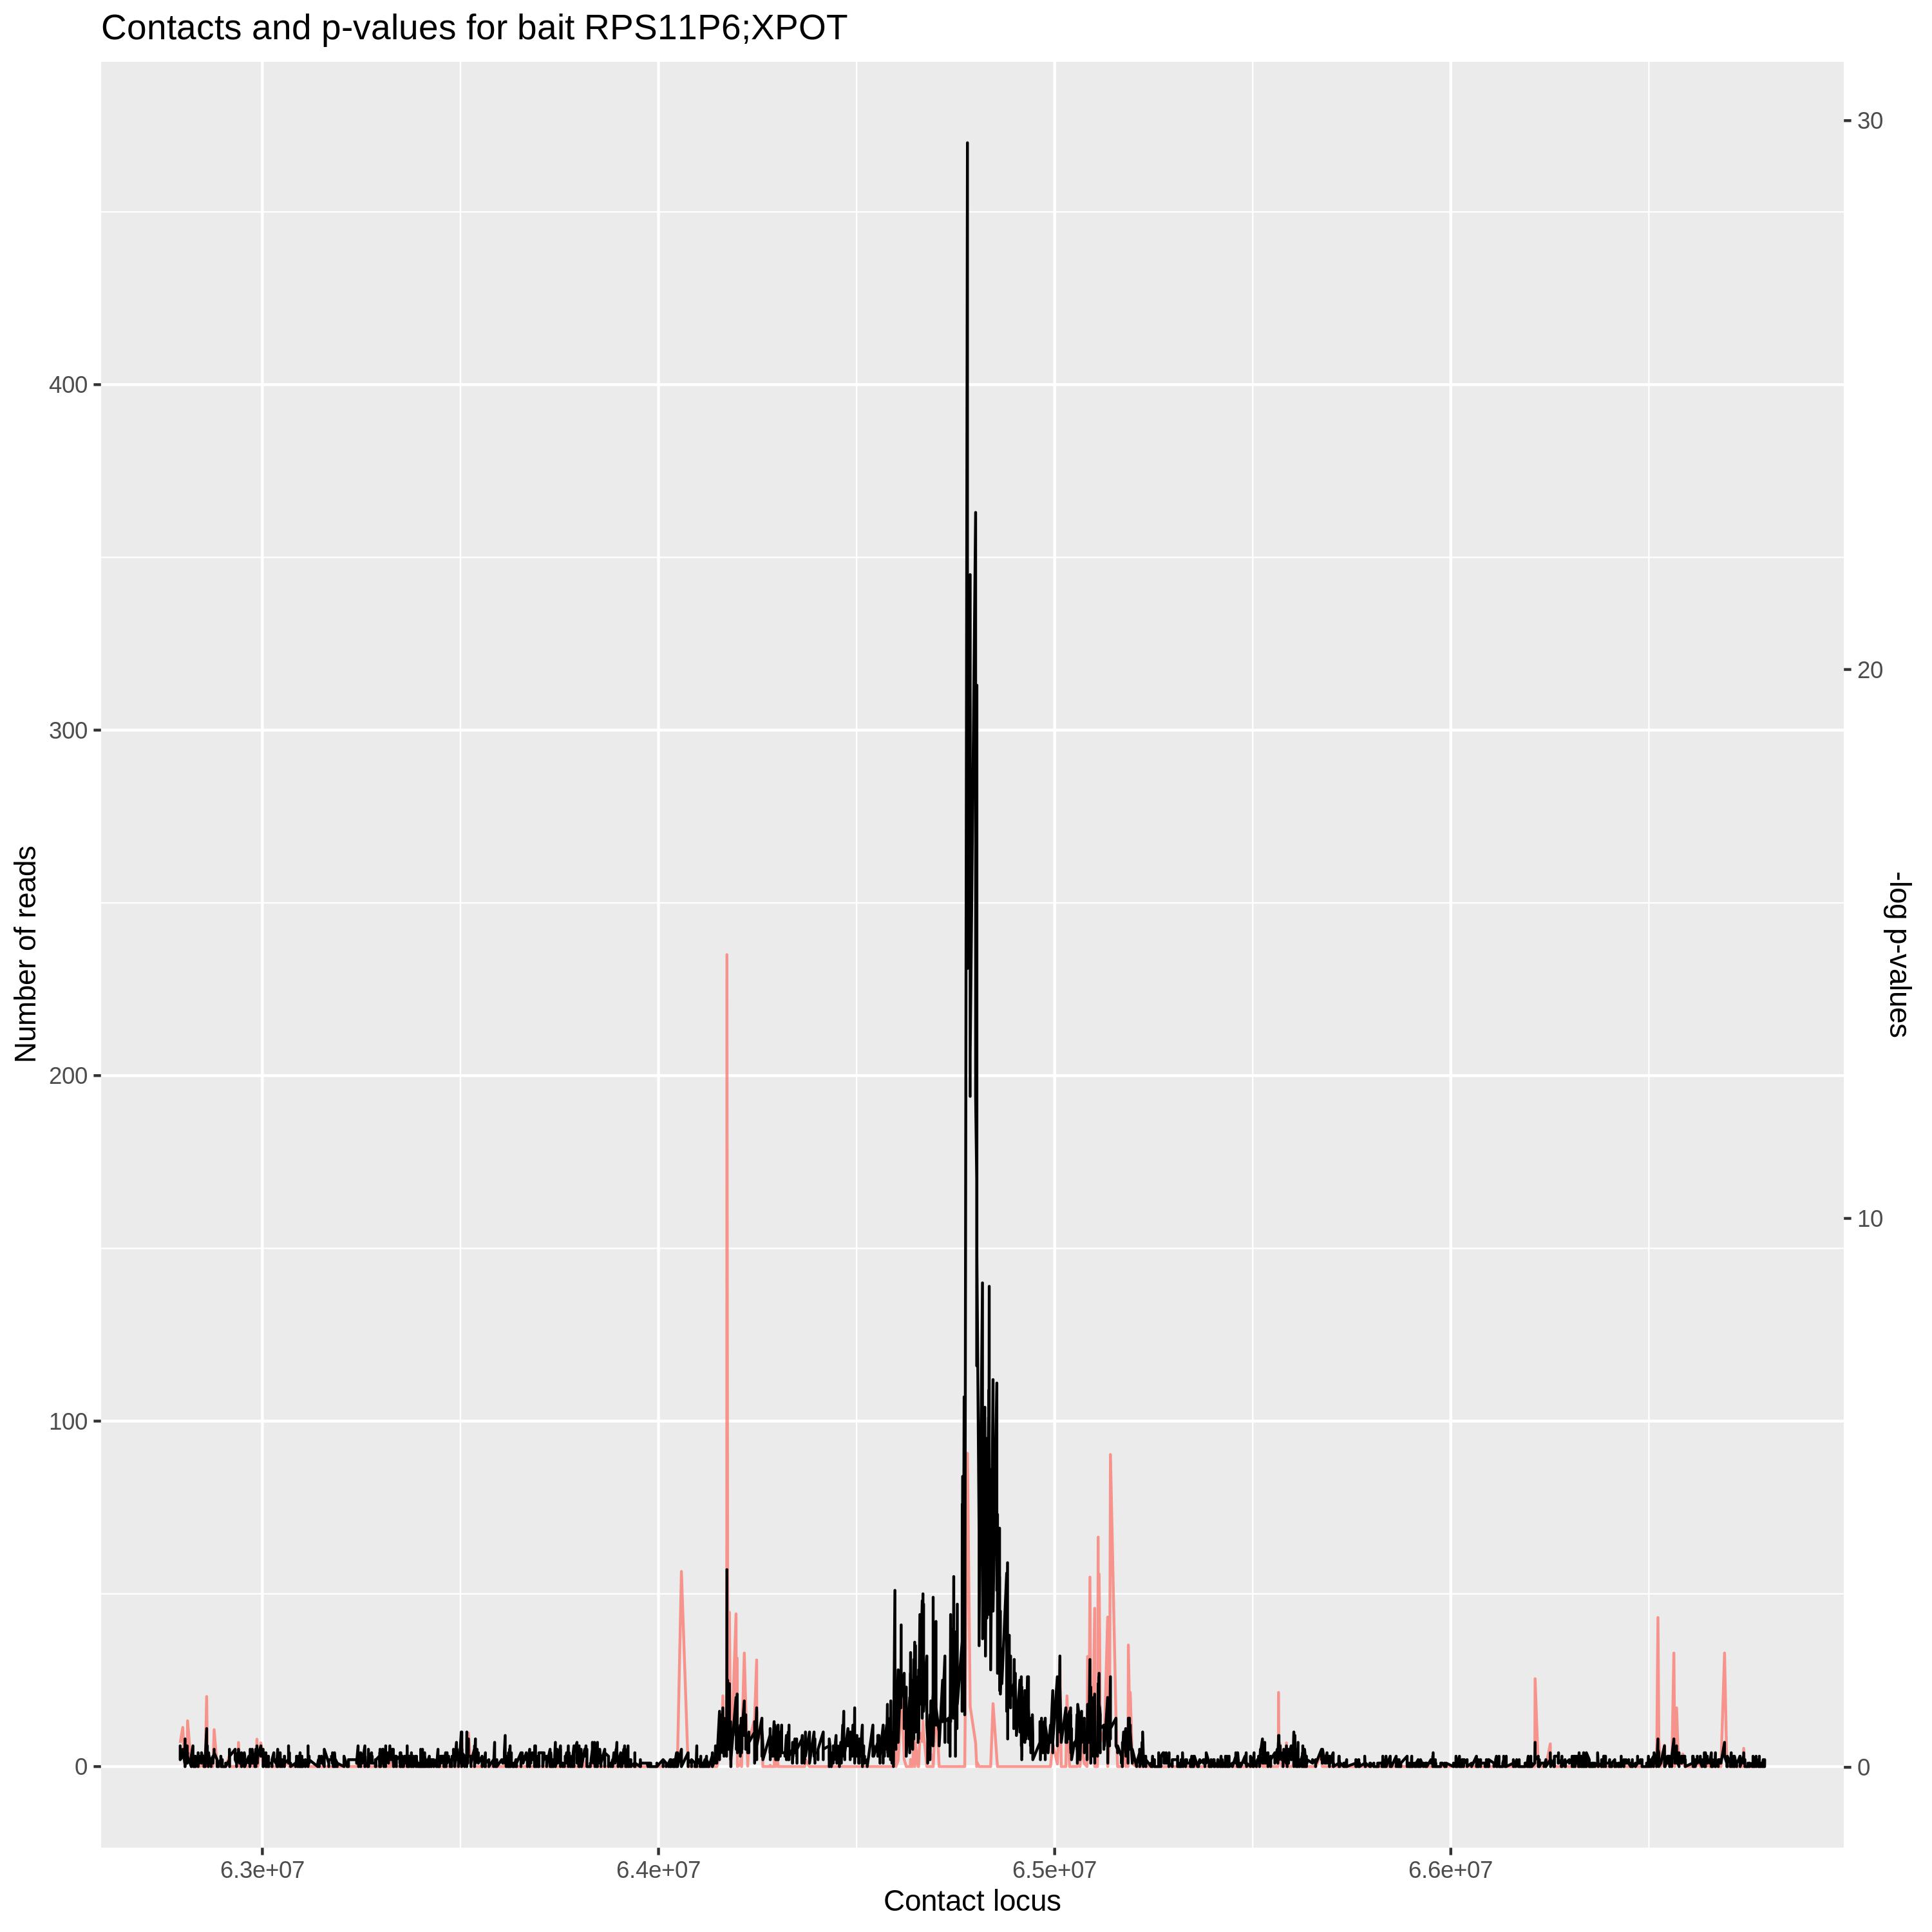 Contacts and p-values for bait RPS11P6;XPOT
30
400
20
300
Number of reads
-log p-values
200
10
100
0
0
6.3e+07
6.4e+07
6.5e+07
6.6e+07
Contact locus